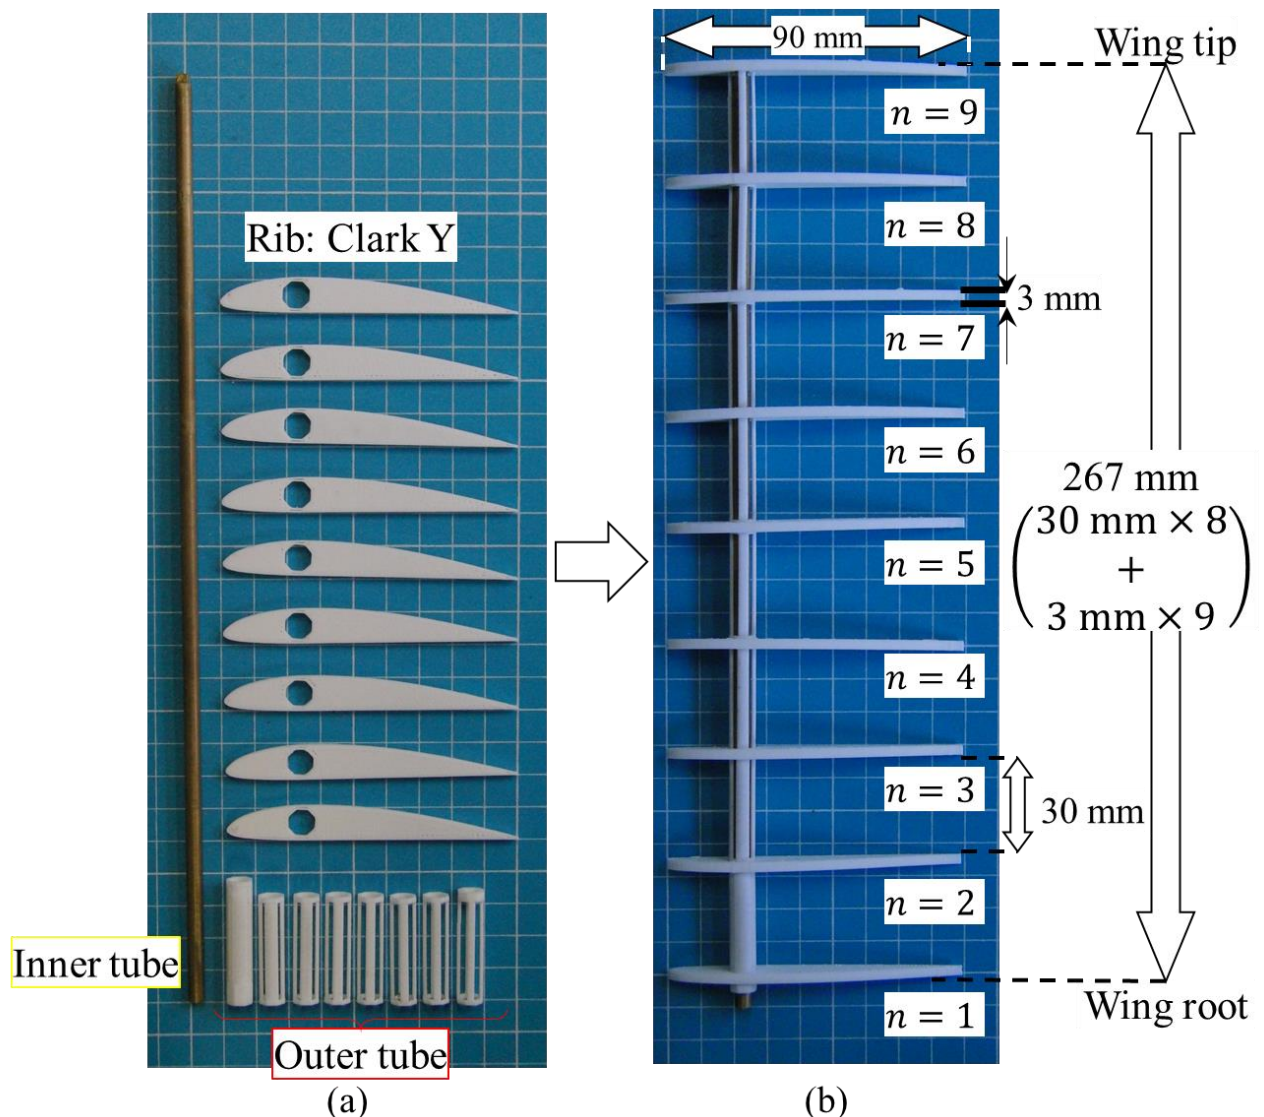 90 mm
Wing tip
n = 9
n = 8
Rib: Clark Y
3 mm
n = 7
n = 6
267 mm
(30 mm × 8
+
3 mm × 9)
n = 5
n = 4
n = 3
30 mm
n = 2
Inner tube
Wing root
n = 1
Outer tube
(a)
(b)